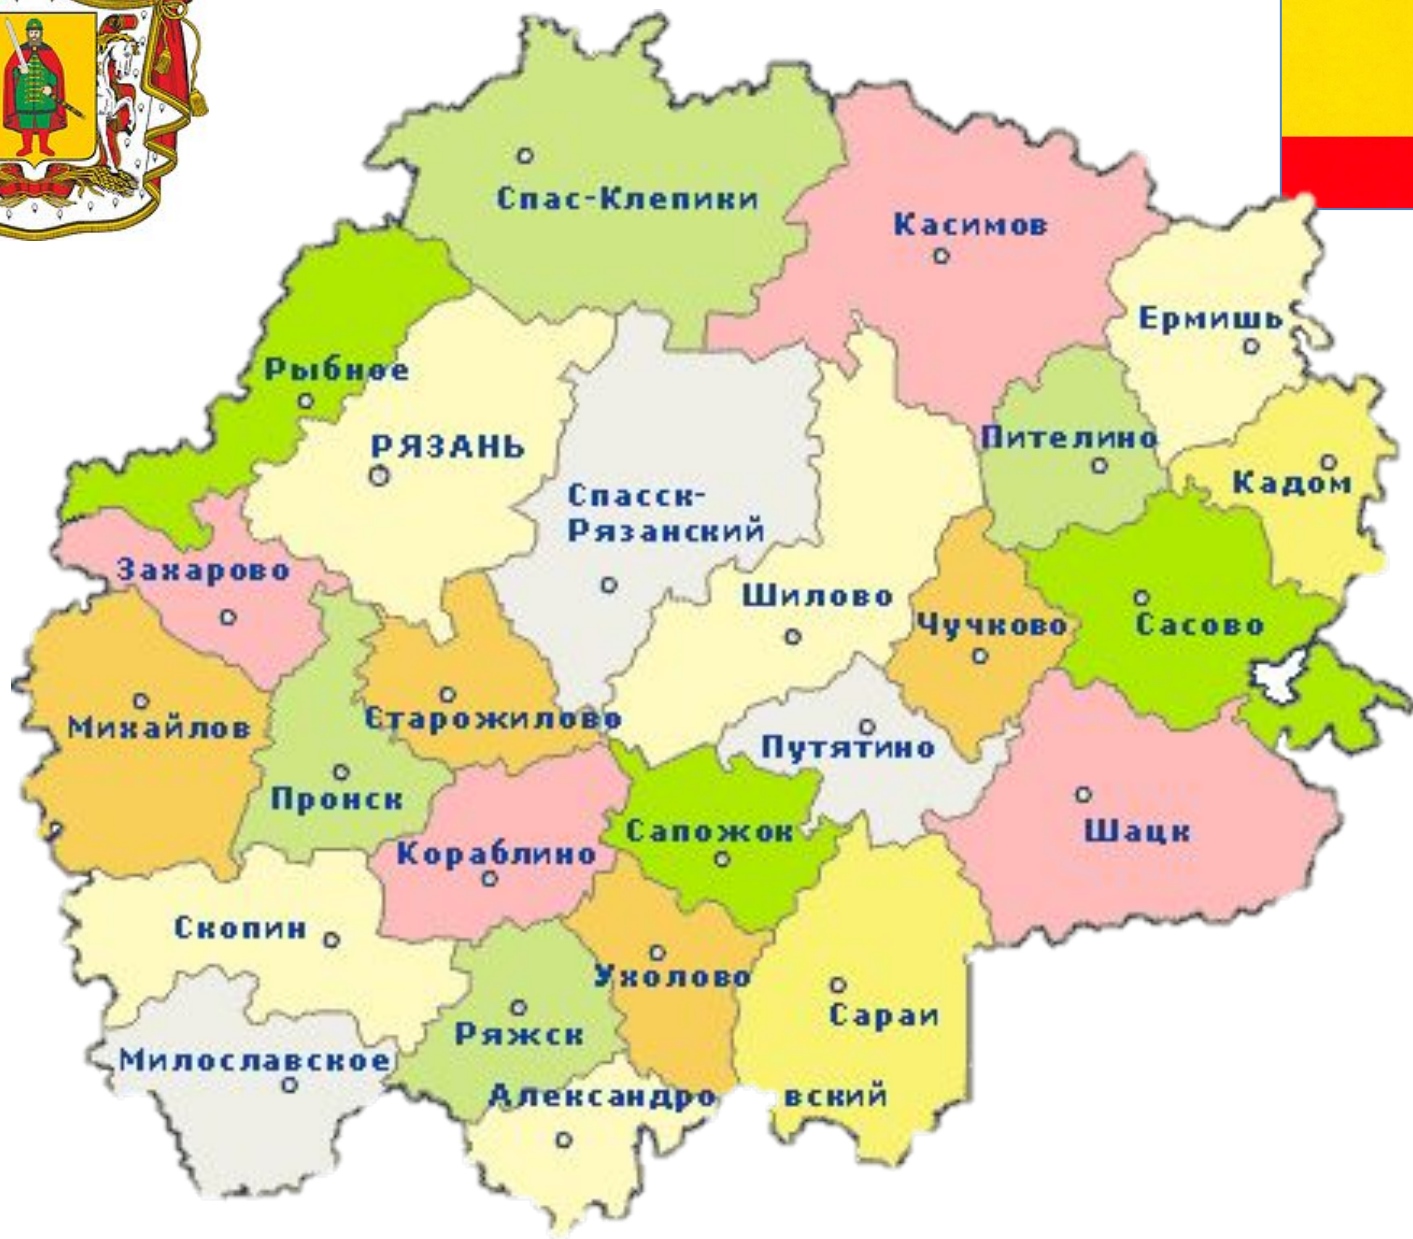 Спас-Клепики
Касимов
Ермишь
Рыбное
РЯЗАНЬ
Пителино
Кадом
Спасск-
Рязанский
Захарово
Шилово
Чучково
Сасово
Михайлов
Старожилово
Путятино
Пронск
Сапожок
Шацк
Кораблино
Скопин
Ухолово
Сараи
Ряжск
Милославское
Александро
вский